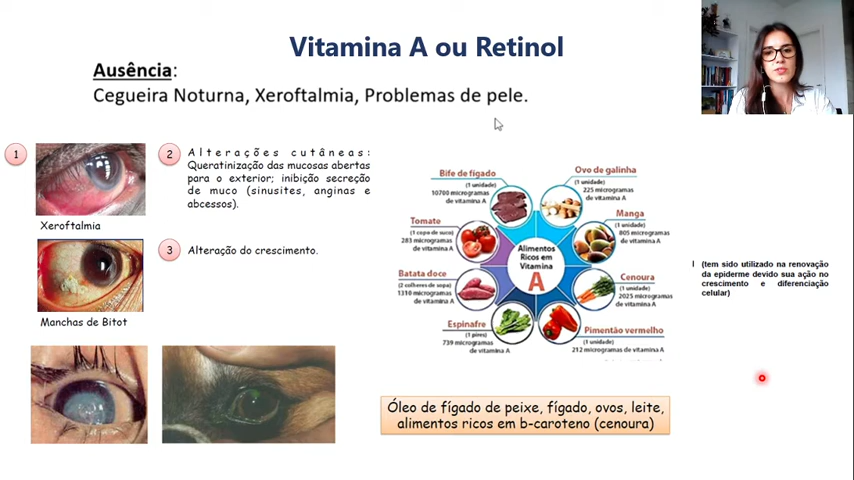 Vitamina A ou Retinol
Ausência:
Cegueira Noturna, Xeroftalmia, Problemas de pele.
1
Xeroftalmia
Manchas de Bitot
2
Alterações cutâneas:
Queratinização das mucosas abertas
para o exterior; inibição secreção
de muco (sinusites, anginas e
abcessos).
3
Alteração do crescimento.
Bife de fígado
(1 unidade)
10700 microgramas
de vitamina A
Ovo de galinha
(1 unidade)
225 microgramas
de vitamina A
Tomate
(1 copo de suco)
283 microgramas
de vitamina A
Manga
(1 unidade)
805 microgramas
de vitamina A
Alimentos
Ricos em
Vitamina
A
Batata doce
(2 colheres de sopa)
1310 microgramas
de vitamina A
Cenoura
(1 unidade)
2025 microgramas
de vitamina A
Espinafre
(1 pires)
739 microgramas
de vitamina A
Pimentão vermelho
(1 unidade)
212 microgramas de vitamina A
Óleo de fígado de peixe, fígado, ovos, leite,
alimentos ricos em b-caroteno (cenoura)
l (tem sido utilizado na renovação
da epiderme devido sua ação no
crescimento e diferenciação
celular)